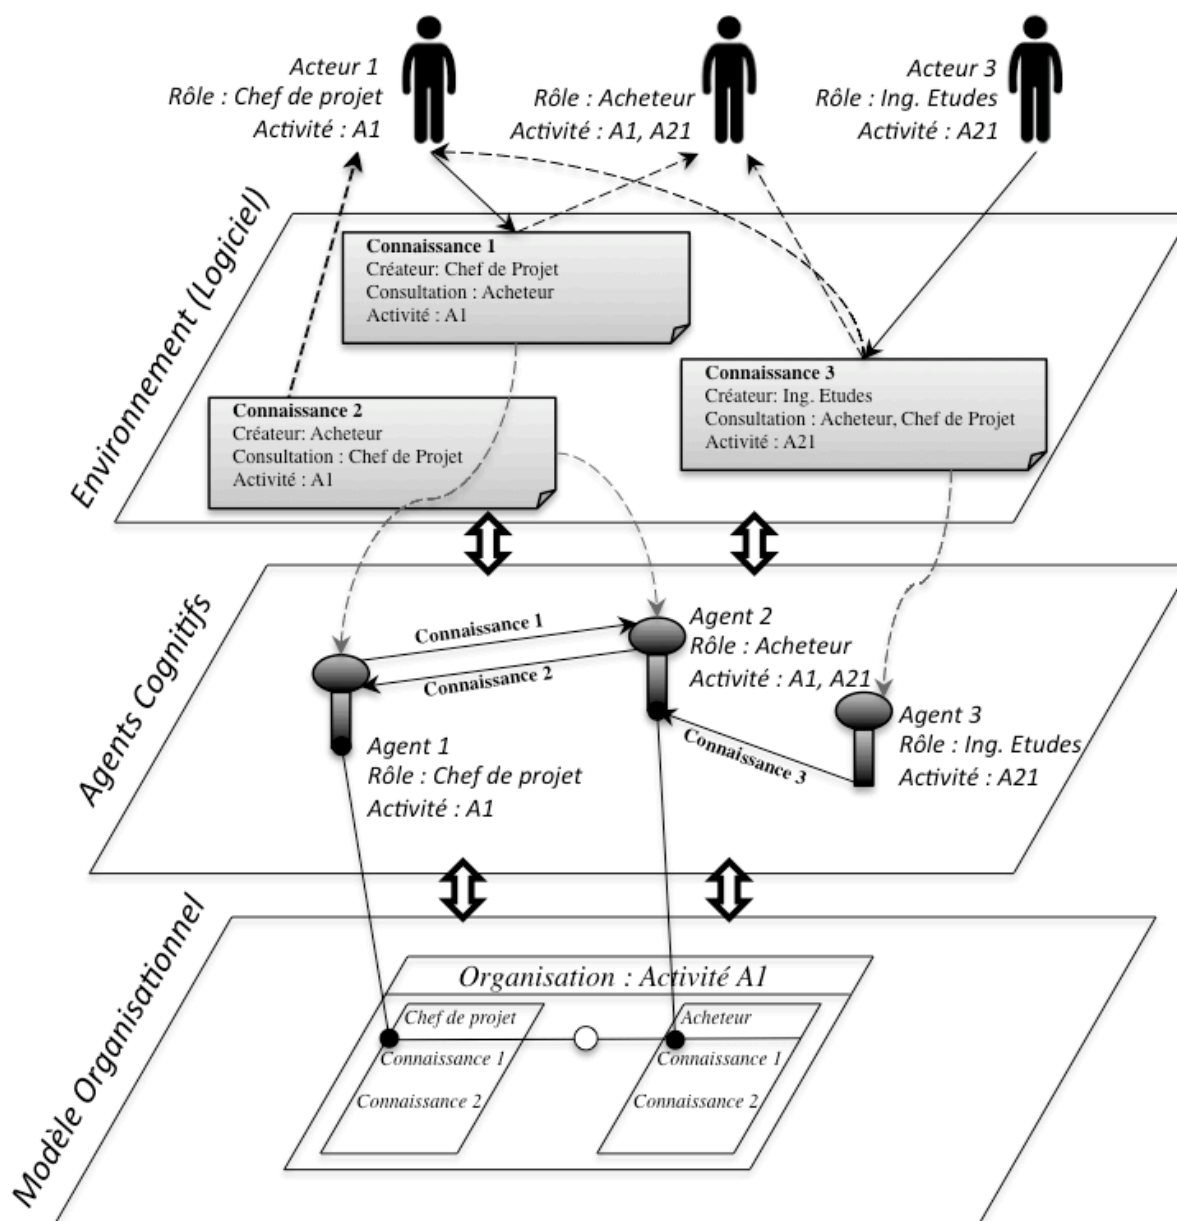 Acteur 1
Rôle : Chef de projet
Activité : A1
Rôle : Acheteur
Activité : A1, A21
Acteur 3
Rôle : Ing. Etudes
Activité : A21
Environnement (Logiciel)
Connaissance 1
Créateur: Chef de Projet
Consultation : Acheteur
Activité : A1
Connaissance 2
Créateur: Acheteur
Consultation : Chef de Projet
Activité : A1
Connaissance 3
Créateur: Ing. Etudes
Consultation : Acheteur, Chef de Projet
Activité : A21
Agents Cognitifs
Connaissance 1
Connaissance 2
Agent 2
Rôle : Acheteur
Activité : A1, A21
Connaissance 3
Agent 3
Rôle : Ing. Etudes
Activité : A21
Agent 1
Rôle : Chef de projet
Activité : A1
Modèle Organisationnel
Organisation : Activité A1
Chef de projet
Connaissance 1
Connaissance 2
Acheteur
Connaissance 1
Connaissance 2